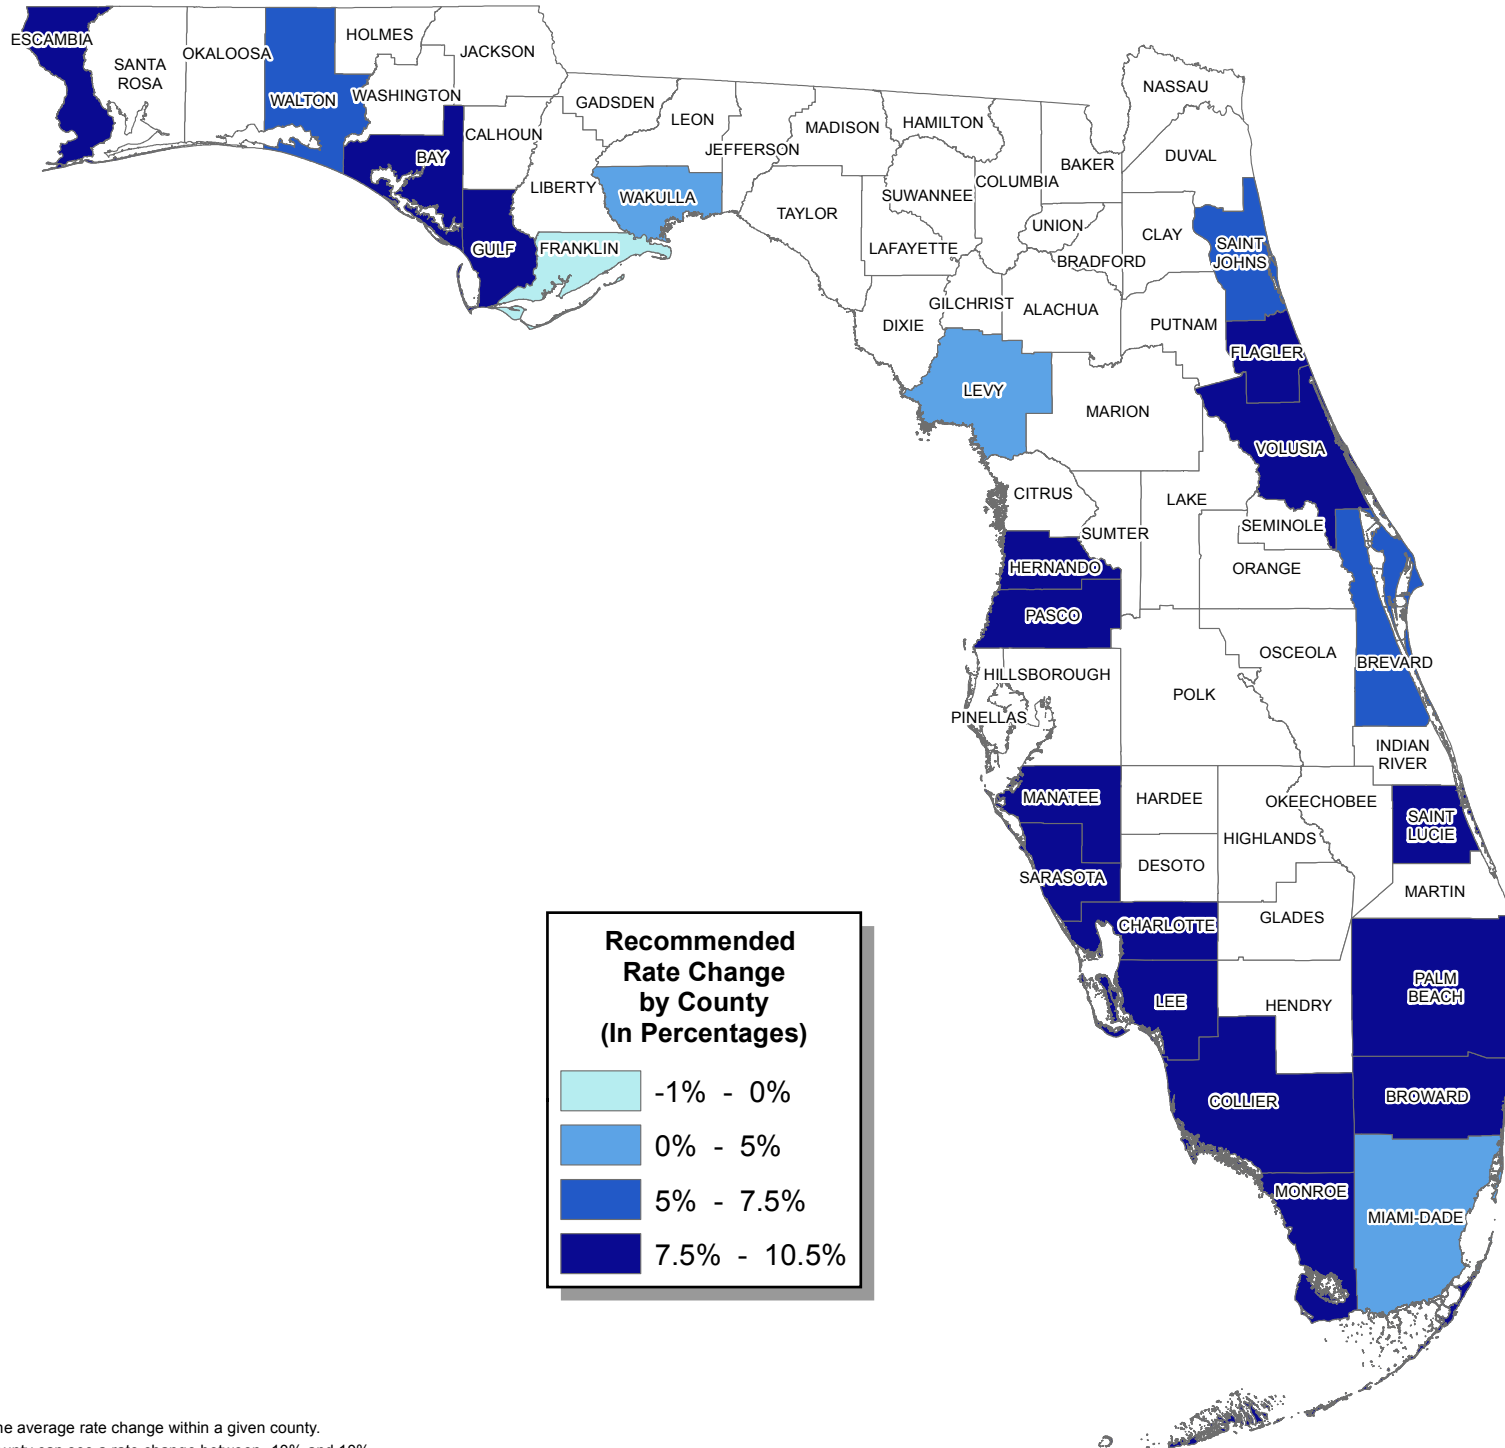 ESCAMBIA
SANTA
ROSA
OKALOOSA
WALTON
HOLMES
WASHINGTON
JACKSON
BAY
CALHOUN
GULF
GADSDEN
LIBERTY
FRANKLIN
LEON
WAKULLA
JEFFERSON
MADISON
TAYLOR
HAMILTON
SUWANNEE
LAFAYETTE
DIXIE
COLUMBIA
GILCHRIST
BAKER
UNION
BRADFORD
ALACHUA
LEVY
NASSAU
DUVAL
CLAY
SAINT
JOHNS
PUTNAM
FLAGLER
MARION
VOLUSIA
CITRUS
SUMTER
LAKE
SEMINOLE
ORANGE
HERNANDO
PASCO
OSCEOLA
BREVARD
HILLSBOROUGH
PINELLAS
POLK
INDIAN
RIVER
MANATEE
HARDEE
OKEECHOBEE
HIGHLANDS
SAINT
LUCIE
SARASOTA
DESOTO
MARTIN
CHARLOTTE
GLADES
LEE
HENDRY
PALM
BEACH
COLLIER
BROWARD
MONROE
MIAMI-DADE
Recommended
Rate Change
by County
(In Percentages)
-1% - 0%
0% - 5%
5% - 7.5%
7.5% - 10.5%
average rate change within a given county.